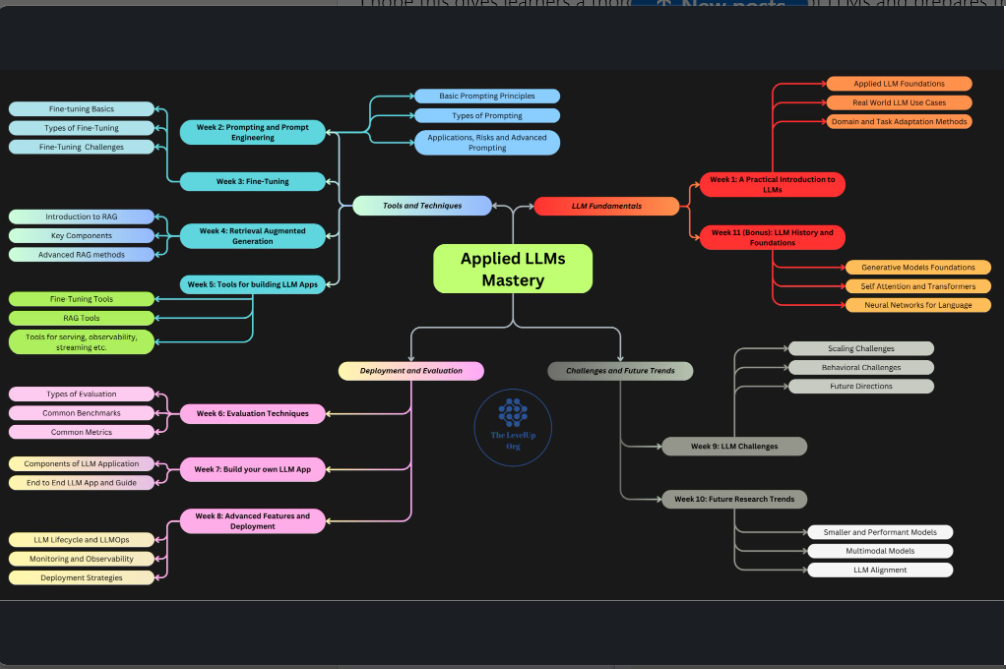 New posts
Applied LLMs
Mastery
Tools and Techniques
Week 2: Prompting and Prompt
Engineering
Basic Prompting Principles
Types of Prompting
Applications, Risks and Advanced
Prompting
Week 3: Fine-Tuning
Fine-tuning Basics
Types of Fine-Tuning
Fine-Tuning Challenges
Week 4: Retrieval Augmented
Generation
Introduction to RAG
Key Components
Advanced RAG methods
Week 5: Tools for building LLM Apps
Fine-Tuning Tools
RAG Tools
Tools for serving, observability,
streaming etc.
LLM Fundamentals
Week 1: A Practical Introduction to
LLMs
Applied LLM Foundations
Real World LLM Use Cases
Domain and Task Adaptation Methods
Week 11 (Bonus): LLM History and
Foundations
Generative Models Foundations
Self Attention and Transformers
Neural Networks for Language
Deployment and Evaluation
Week 6: Evaluation Techniques
Types of Evaluation
Common Benchmarks
Common Metrics
Week 7: Build your own LLM App
Components of LLM Application
End to End LLM App and Guide
Week 8: Advanced Features and
Deployment
LLM Lifecycle and LLMOps
Monitoring and Observability
Deployment Strategies
Challenges and Future Trends
Week 9: LLM Challenges
Scaling Challenges
Behavioral Challenges
Future Directions
Week 10: Future Research Trends
Smaller and Performant Models
Multimodal Models
LLM Alignment
The LevelUp
Org